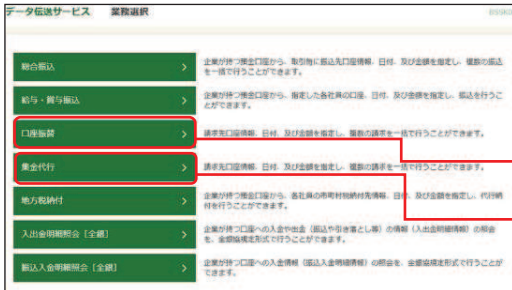 データ伝送サービス 業務選択
総合振込
企業が持つ預金口座から、取引毎に振込先口座情報、日付、及び金額を指定し、複数の振込
を一括で行うことができます。
給与・賞与振込
企業が持つ預金口座から、指定した各社員の口座、日付、及び金額を指定し、振込を行うこ
とができます。
口座振替
請求先口座情報、日付、及び金額を指定し、複数の請求を一括で行うことができます。
集金代行
請求先口座情報、日付、及び金額を指定し、複数の請求を一括で行うことができます。
地方税納付
企業が持つ預金口座から、各社員の市町村税納付先情報、日付、及び金額を指定し、代行納
付を行うことができます。
入出金明細照会［全銀］
企業が持つ口座への入金や出金（振込や引き落とし等）の情報（入出金明細情報）の照会
を、全銀協規定形式で行うことができます。
振込入金明細照会［全銀］
企業が持つ口座への入金情報（振込入金明細情報）の照会を、全銀協規定形式で行うことが
できます。